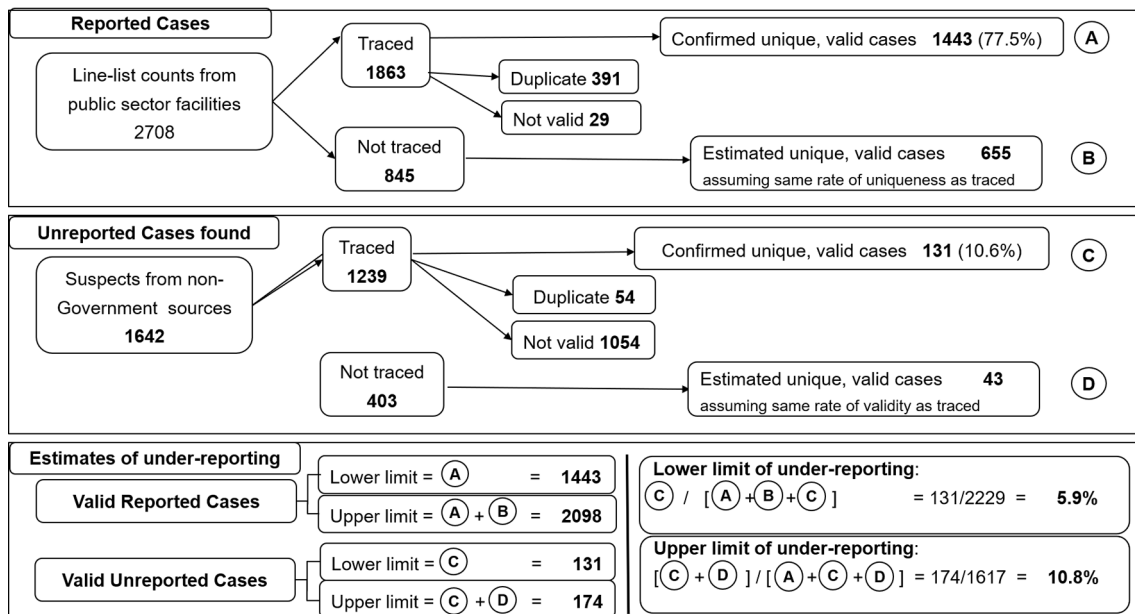 Reported Cases
Line-list counts from
public sector facilities
2708
Traced
1863
Confirmed unique, valid cases 1443 (77.5%)
A
Duplicate 391
Not valid 29
Not traced
845
Estimated unique, valid cases 655
assuming same rate of uniqueness as traced
B
Unreported Cases found
Suspects from non-
Government sources
1642
Traced
1239
Confirmed unique, valid cases 131 (10.6%)
C
Duplicate 54
Not valid 1054
Not traced
403
Estimated unique, valid cases 43
assuming same rate of validity as traced
D
Estimates of under-reporting
Valid Reported Cases
Lower limit = A = 1443
Upper limit = A + B = 2098
Valid Unreported Cases
Lower limit = C = 131
Upper limit = C + D = 174
Lower limit of under-reporting:
C / [ A + B + C ] = 131/2229 = 5.9%
Upper limit of under-reporting:
[ C + D ] / [ A + C + D ] = 174/1617 = 10.8%